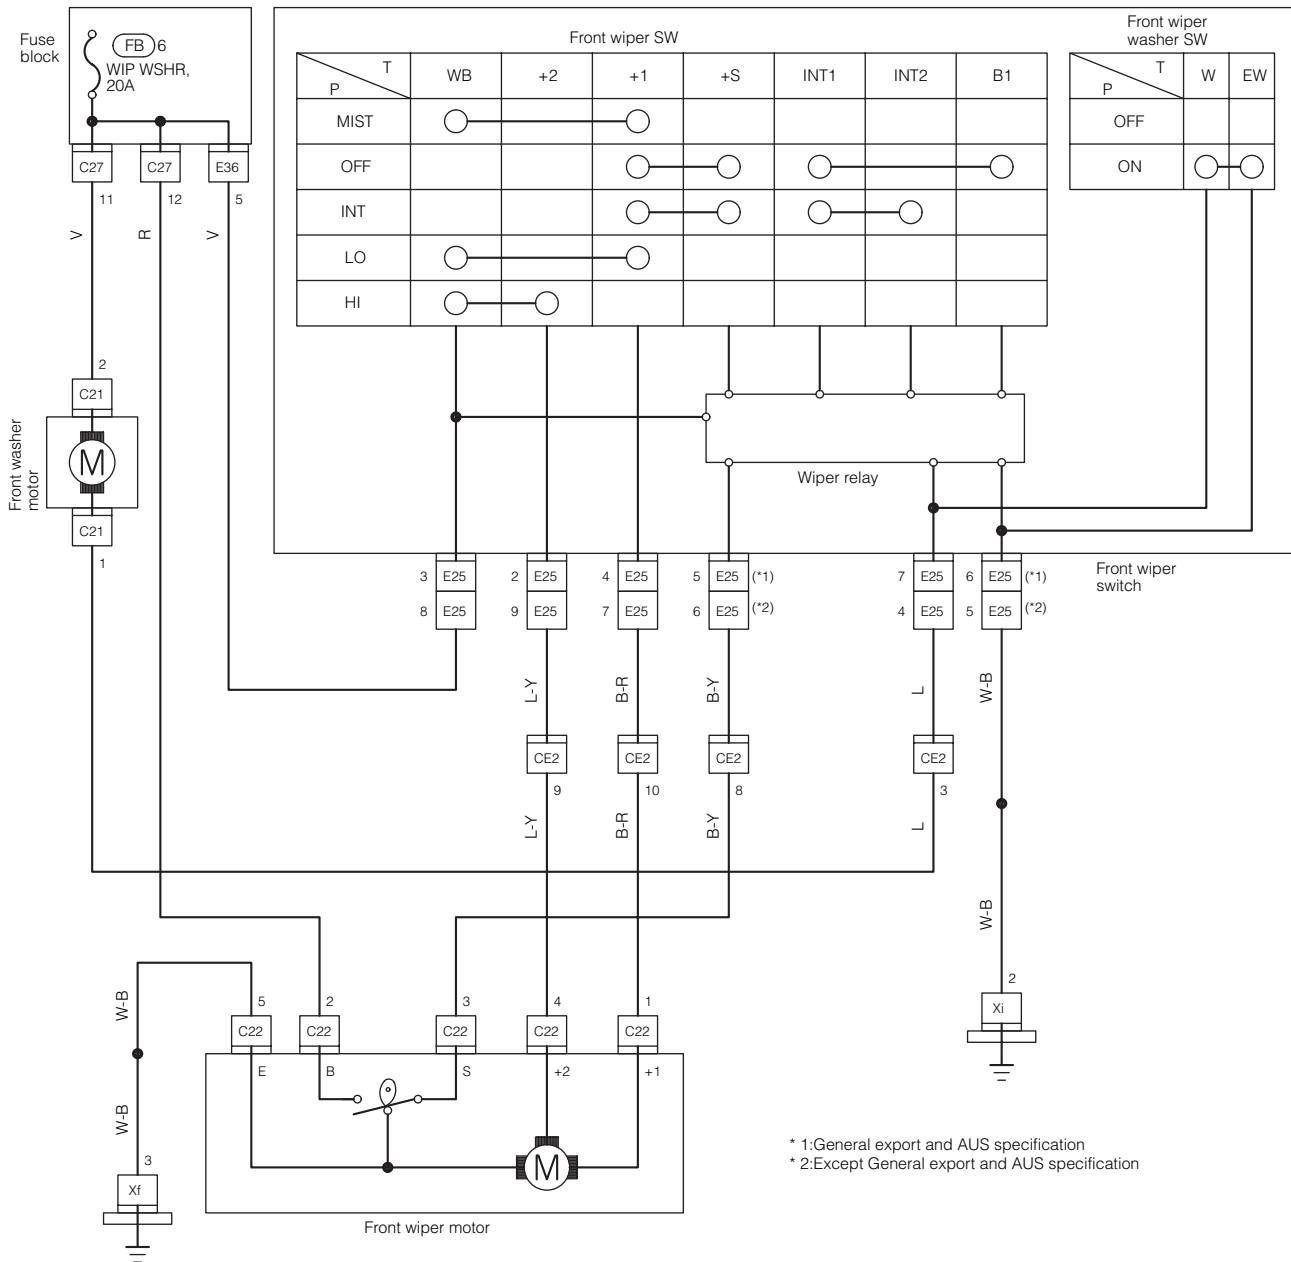 Fuse
block
FB 6
WIP WSHR,
20A
C27
C27
E36
11
12
5
V
R
V
Front wiper SW
T
P
WB
+2
+1
+S
INT1
INT2
B1
MIST
OFF
INT
LO
HI
Front wiper
washer SW
T
P
W
EW
OFF
ON
2
C21
M
Front washer
motor
C21
1
Wiper relay
Front wiper
switch
3 E25
2 E25
4 E25
5 E25 (*1)
7 E25
6 E25 (*1)
8 E25
9 E25
7 E25
6 E25 (*2)
4 E25
5 E25 (*2)
L-Y
B-R
B-Y
L
W-B
CE2
CE2
CE2
CE2
9
10
8
3
L-Y
B-R
B-Y
L
W-B
2
Xi
W-B
5
2
3
4
1
C22
C22
C22
C22
C22
E
B
S
+2
+1
M
W-B
3
Xf
Front wiper motor
* 1:General export and AUS specification
* 2:Except General export and AUS specification